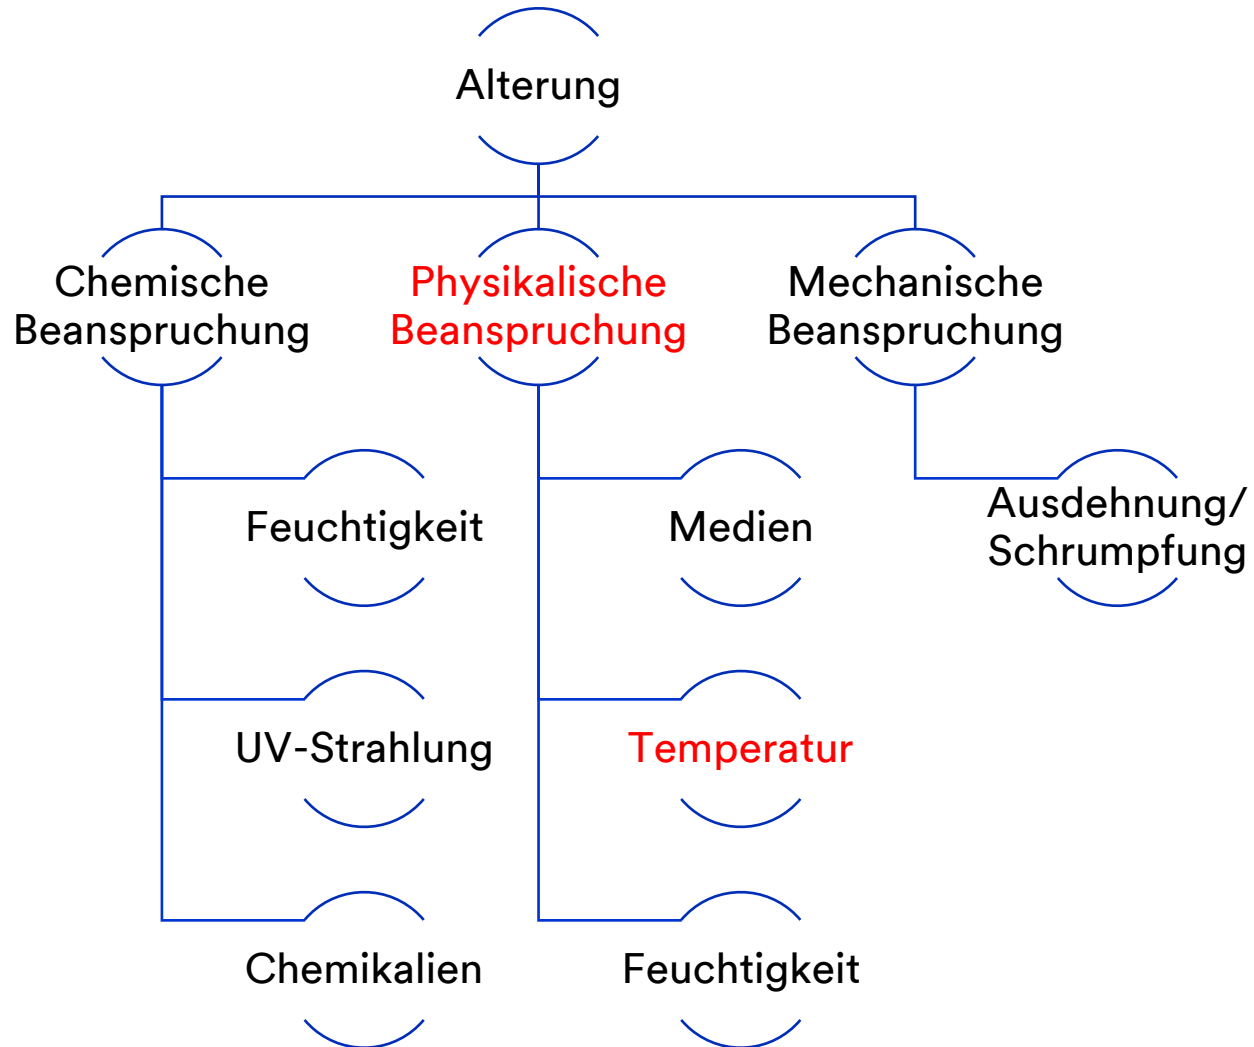 Alterung
Chemische
Beanspruchung
Physikalische
Beanspruchung
Mechanische
Beanspruchung
Feuchtigkeit
Medien
Ausdehnung/
Schrumpfung
UV-Strahlung
Temperatur
Chemikalien
Feuchtigkeit